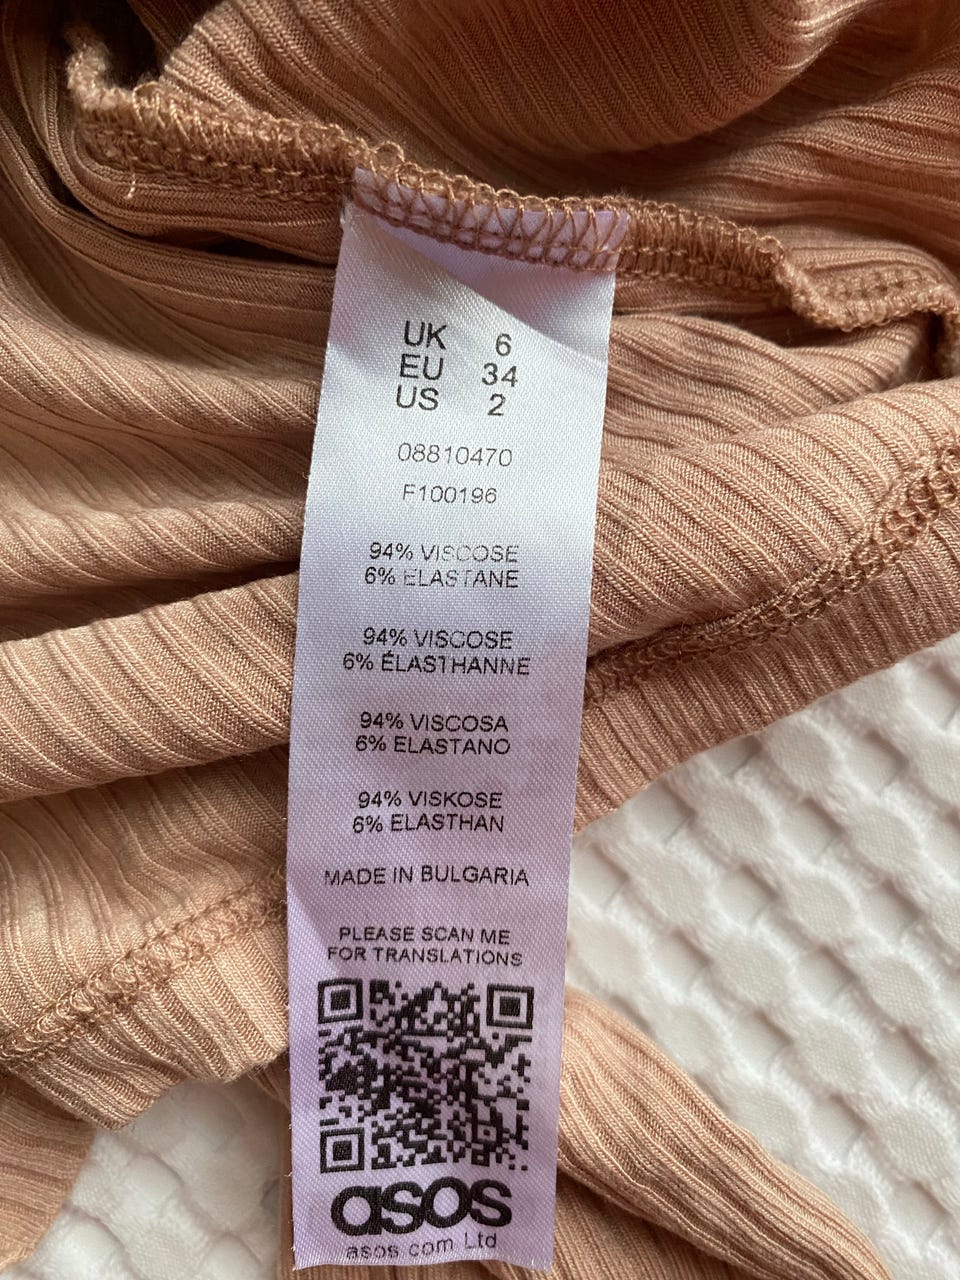 UK 6
EU 34
US 2
08810470
F100196
94% VISCOSE
6% ELASTANE
94% VISCOSE
6% ÉLASTHANNE
94% VISCOSA
6% ELASTANO
94% VISKOSE
6% ELASTHAN
MADE IN BULGARIA
PLEASE SCAN ME
FOR TRANSLATIONS
asos
asos com Ltd